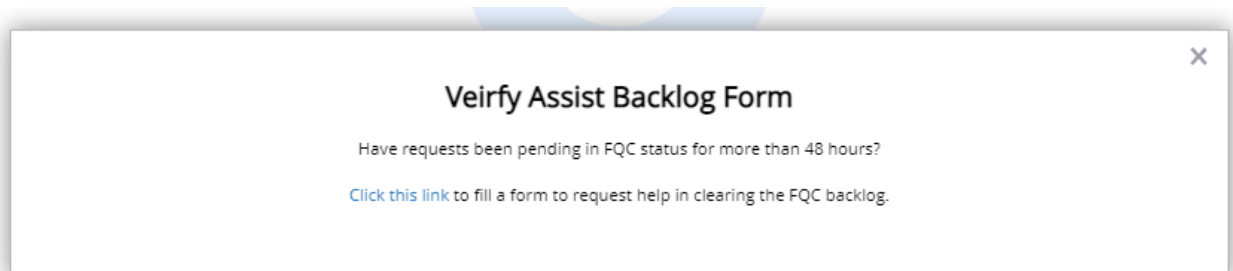 Veirfy Assist Backlog Form
Have requests been pending in FQC status for more than 48 hours?
Click this link to fill a form to request help in clearing the FQC backlog.